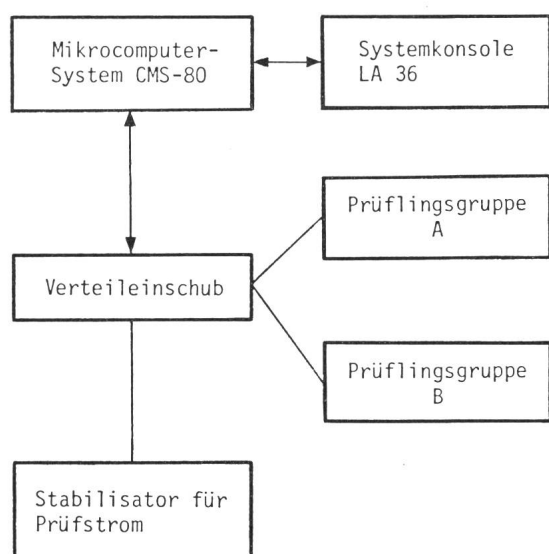 Mikrocomputer-
System CMS-80
Systemkonsole
LA 36
Prüflingsgruppe
A
Verteileinschub
Prüflingsgruppe
B
Stabilisator für
Prüfstrom